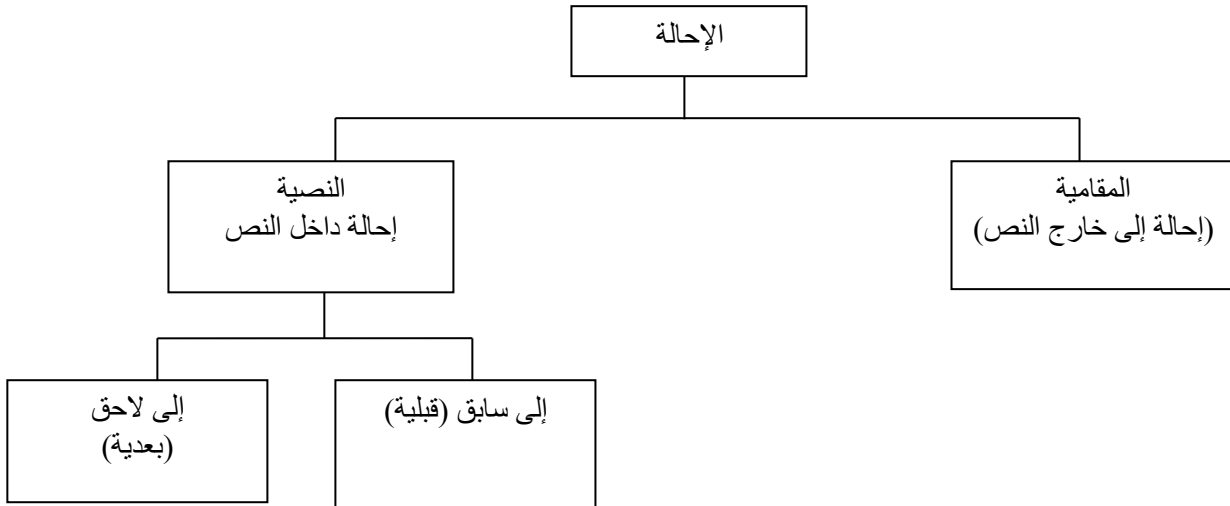 الإحالة
المقامية
(إحالة إلى خارج النص)
النصية
إحالة داخل النص
إلى سابق (قبلية)
إلى لاحق
(بعدية)